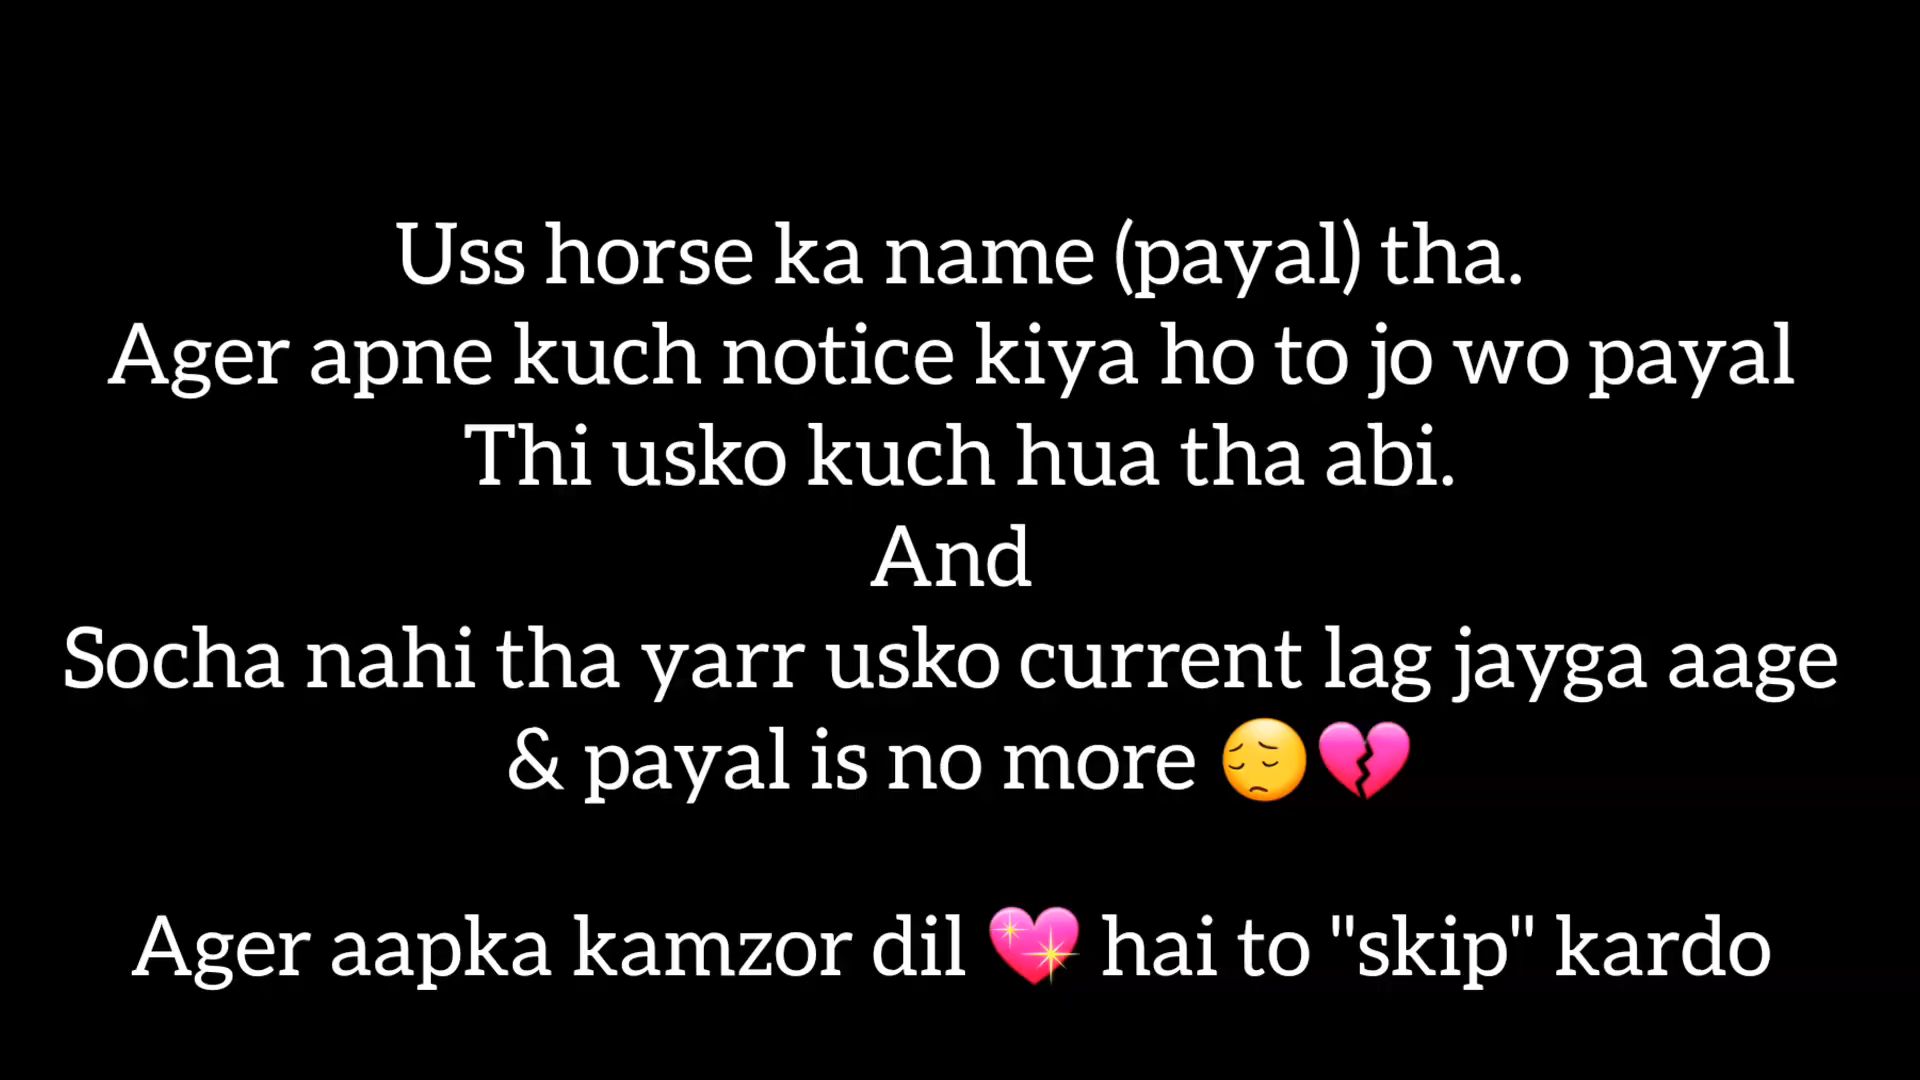 Uss horse ka name (payal) tha.
Ager apne kuch notice kiya ho to jo wo payal
Thi usko kuch hua tha abi.
And
Socha nahi tha yarr usko current lag jayga aage
& payal is no more 😔💔
Ager aapka kamzor dil 💖 hai to "skip" kardo